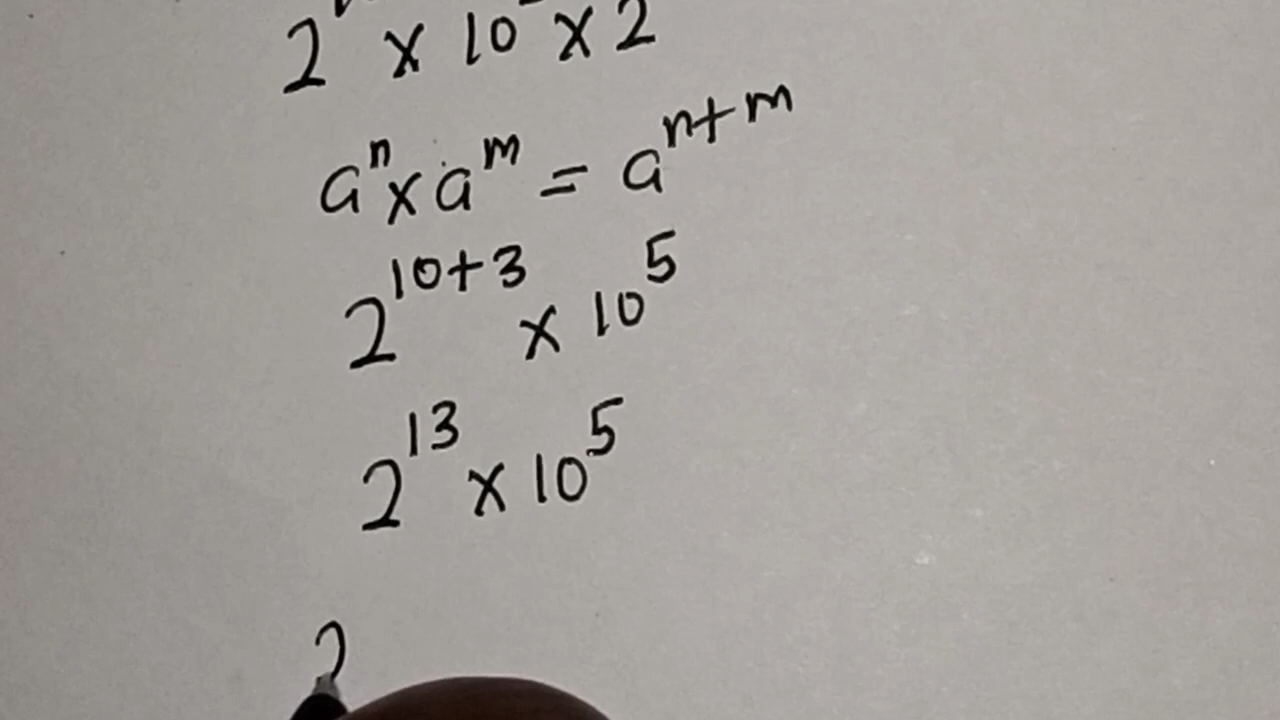 2 × 10 × 2
aⁿ × aᵐ = aⁿ⁺ᵐ
2¹⁰⁺³ × 10⁵
2¹³ × 10⁵
2